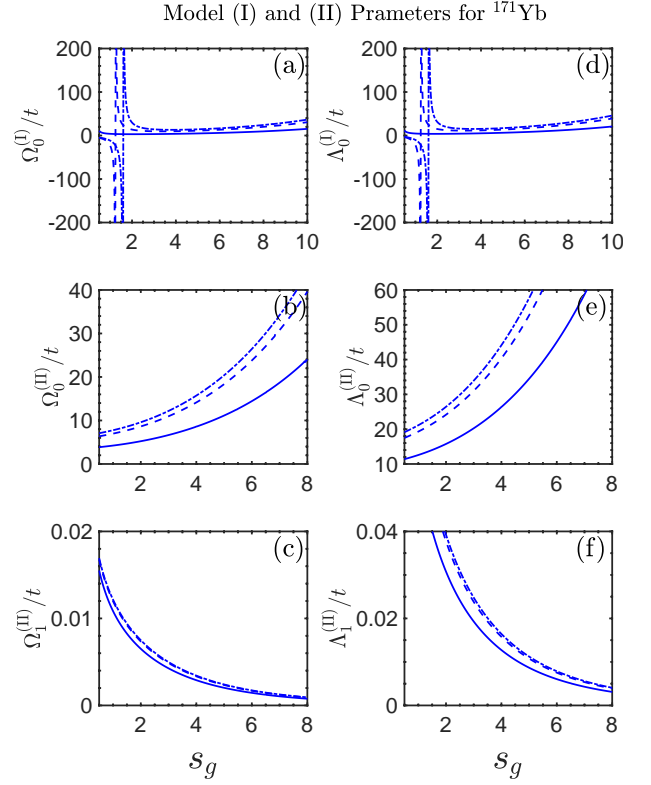 Model (I) and (II) Prameters for ¹⁷¹Yb
(a)
Ω₀⁽ᴵ⁾/t
200
100
0
-100
-200
2 4 6 8 10
(d)
Λ₀⁽ᴵ⁾/t
200
100
0
-100
-200
2 4 6 8 10
(b)
Ω₀⁽ᴵᴵ⁾/t
40
30
20
10
0
2 4 6 8
(e)
Λ₀⁽ᴵᴵ⁾/t
60
50
40
30
20
10
2 4 6 8
(c)
Ω₁⁽ᴵᴵ⁾/t
0.02
0.01
0
2 4 6 8
s_g
(f)
Λ₁⁽ᴵᴵ⁾/t
0.04
0.02
0
2 4 6 8
s_g